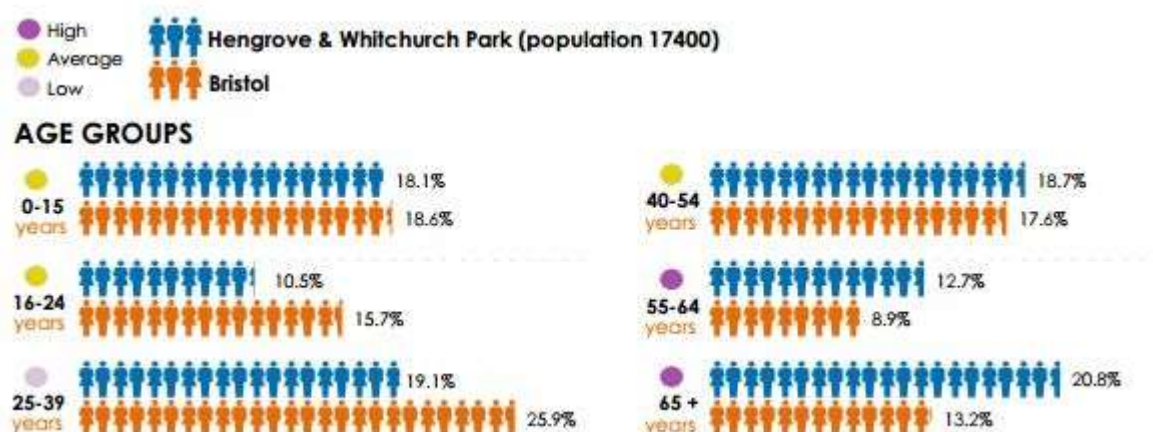 High
Average
Low
Hengrove & Whitchurch Park (population 17400)
Bristol
AGE GROUPS
0-15
years
18.1%
18.6%
16-24
years
10.5%
15.7%
25-39
years
19.1%
25.9%
40-54
years
18.7%
17.6%
55-64
years
12.7%
8.9%
65 +
years
20.8%
13.2%